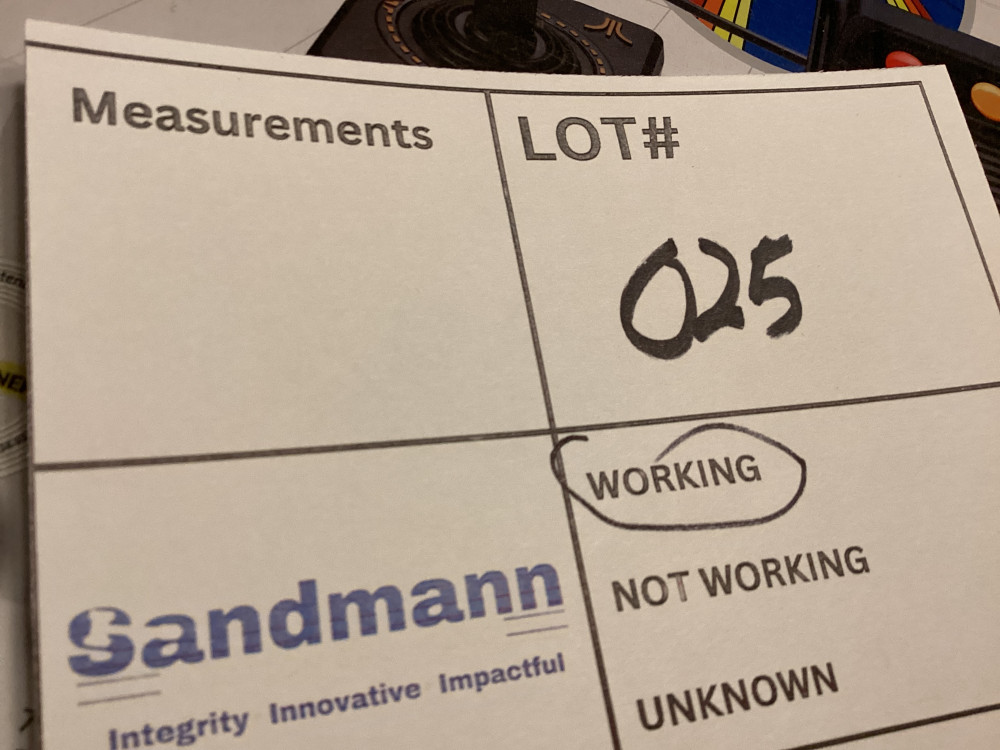 Measurements
LOT#
025
WORKING
NOT WORKING
UNKNOWN
Sandmann
Integrity Innovative Impactful